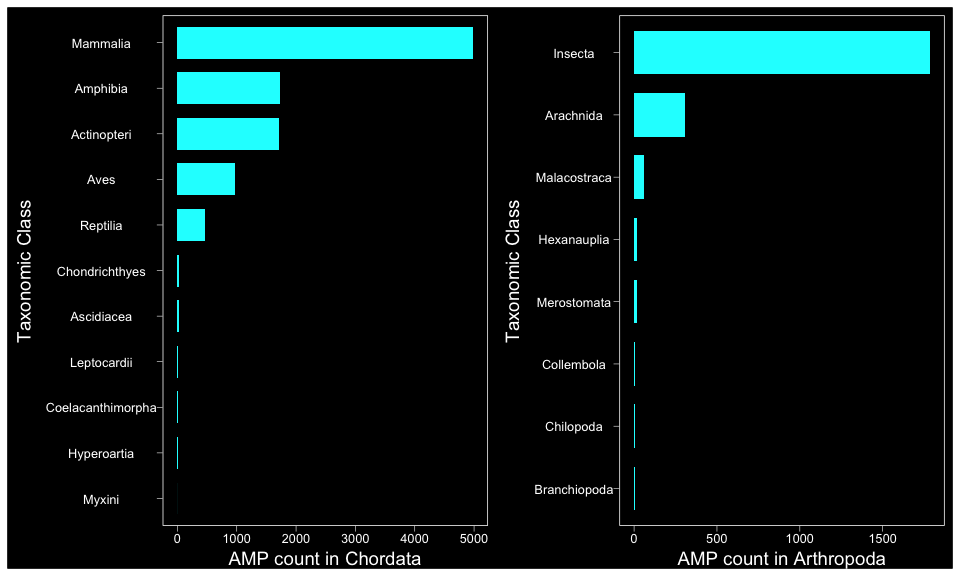 Taxonomic Class
Mammalia
Amphibia
Actinopteri
Aves
Reptilia
Chondrichthyes
Ascidiacea
Leptocardii
Coelacanthimorpha
Hyperoartia
Myxini
0 1000 2000 3000 4000 5000
AMP count in Chordata
Taxonomic Class
Insecta
Arachnida
Malacostraca
Hexanauplia
Merostomata
Collembola
Chilopoda
Branchiopoda
0 500 1000 1500
AMP count in Arthropoda